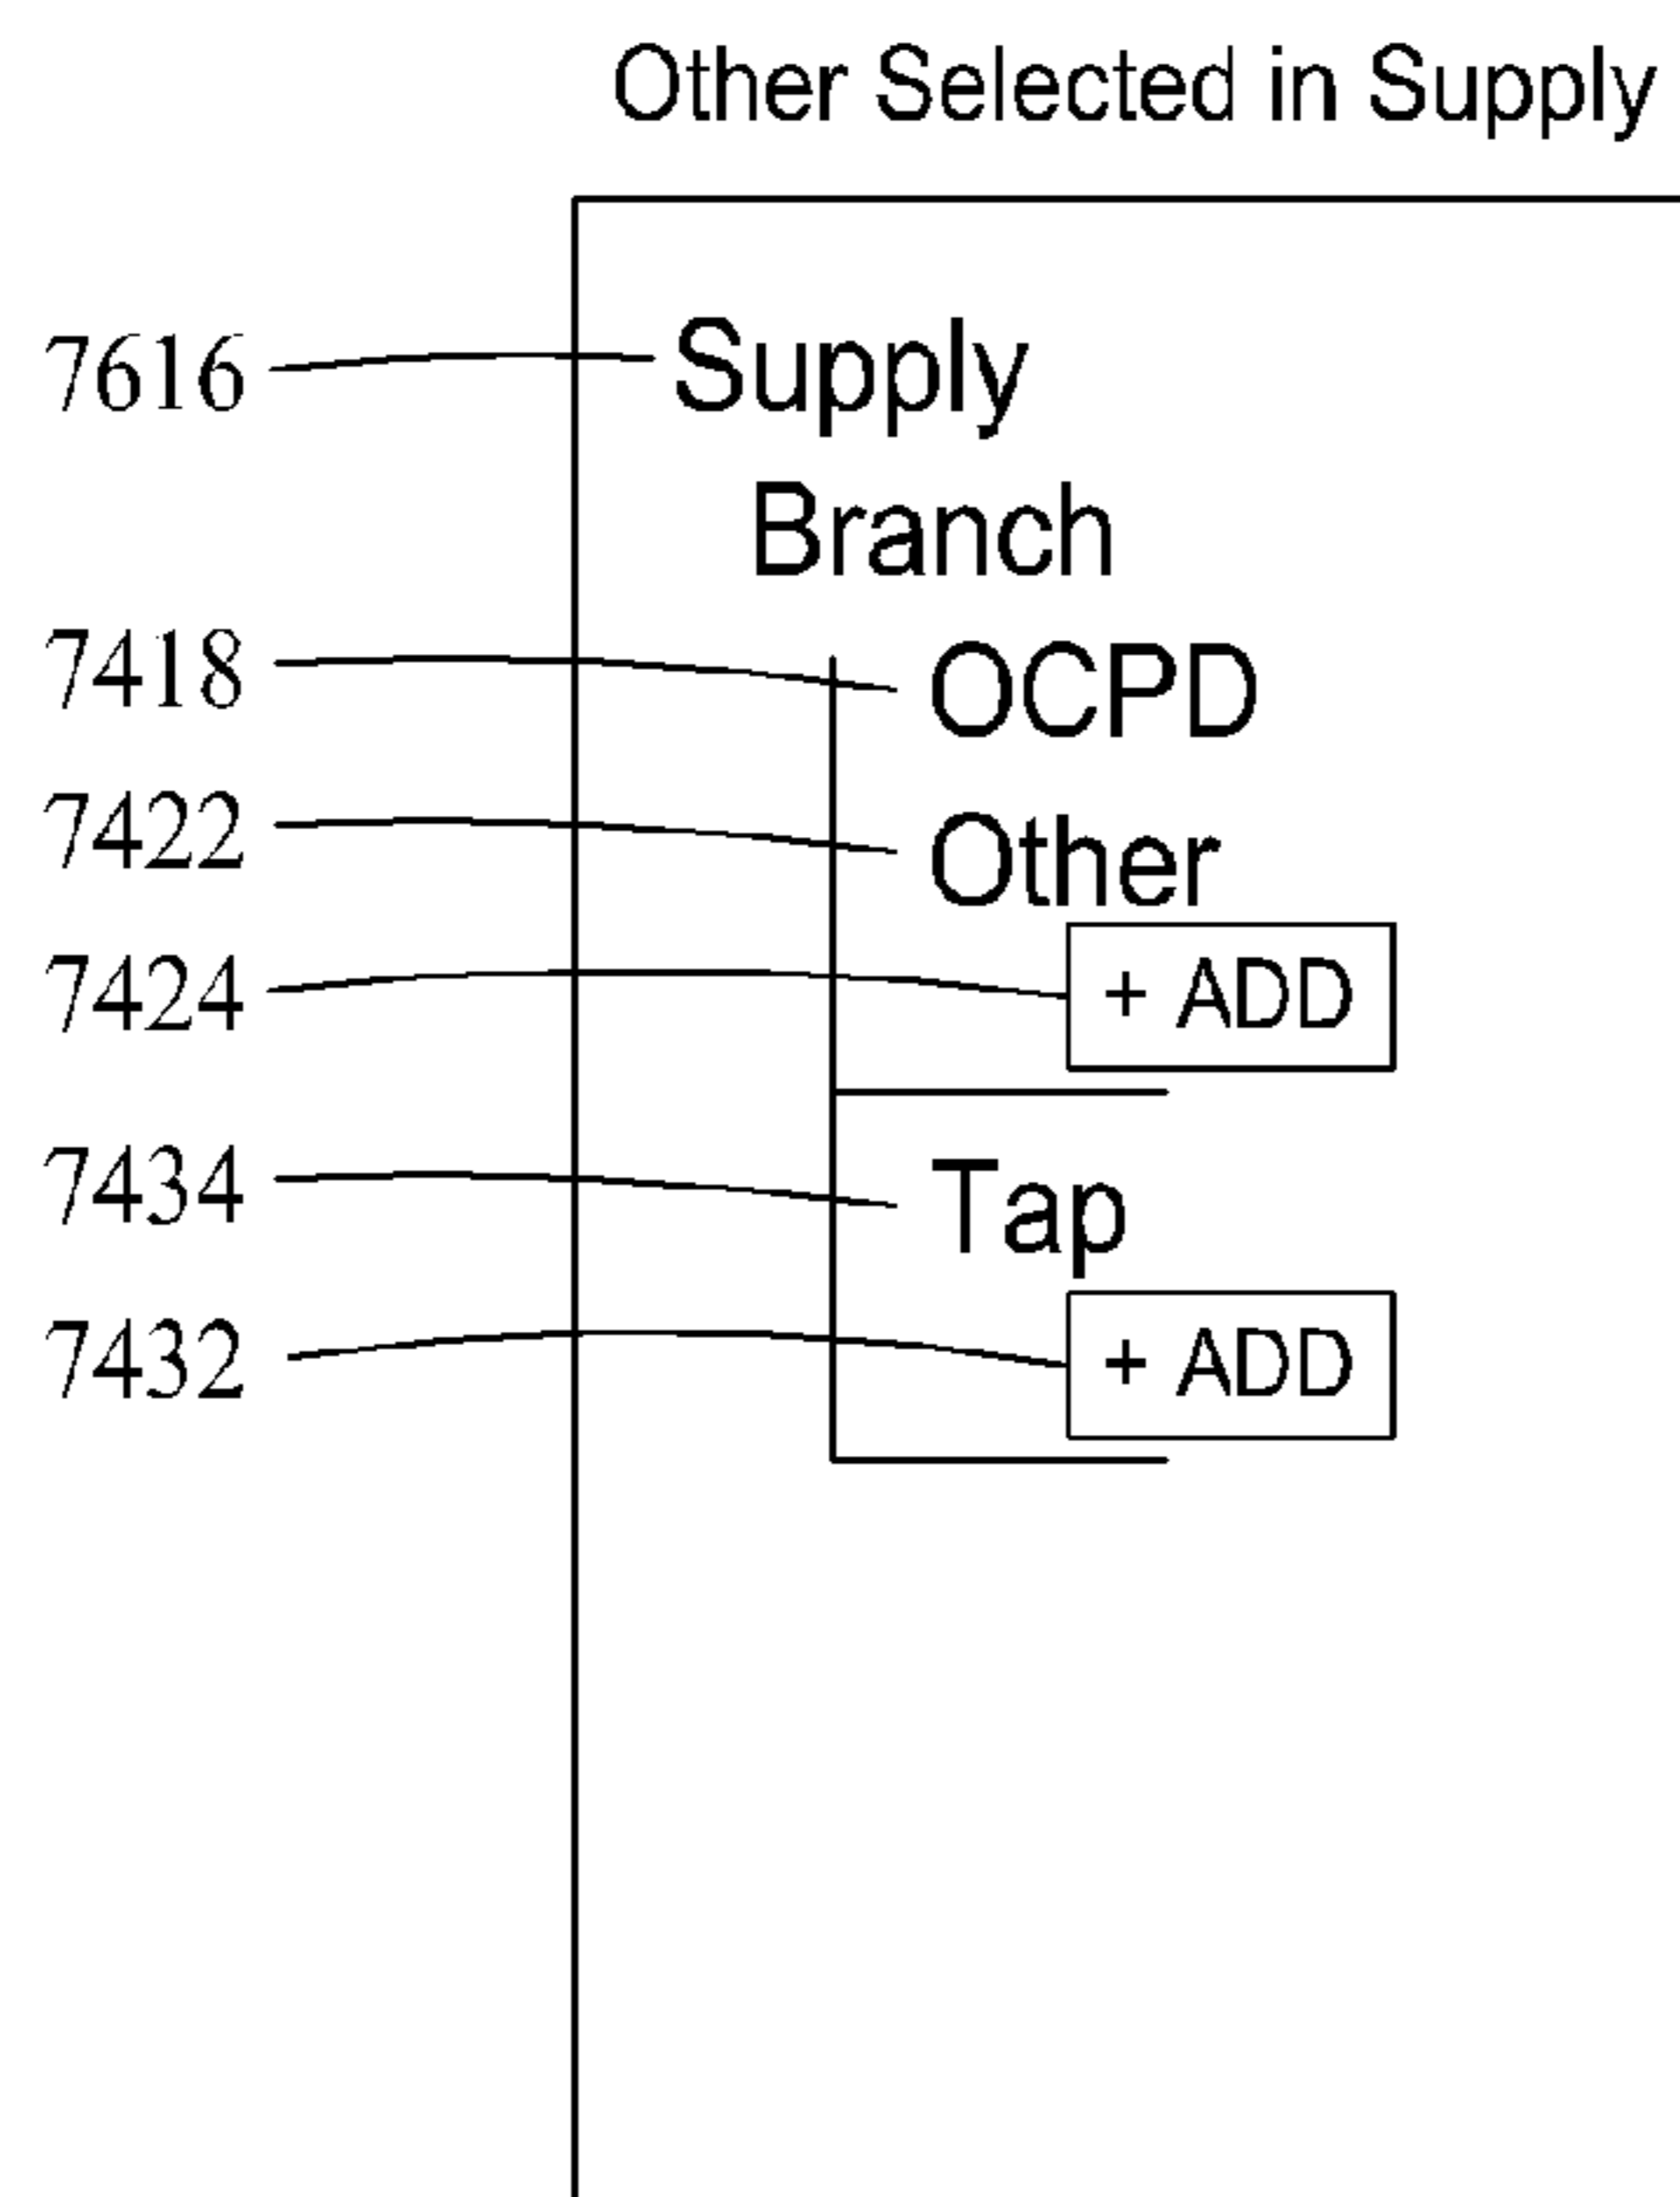 Other Selected in Supply
7616 Supply
Branch
7418 OCPD
7422 Other
7424 + ADD
7434 Tap
7432 + ADD